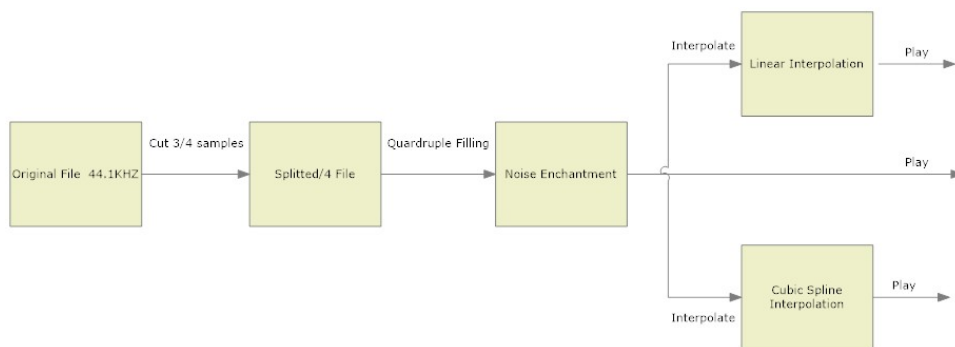 Interpolate
Linear Interpolation
Play
Original File 44.1KHZ
Cut 3/4 samples
Splitted/4 File
Quardruple Filling
Noise Enchantment
Play
Interpolate
Cubic Spline
Interpolation
Play